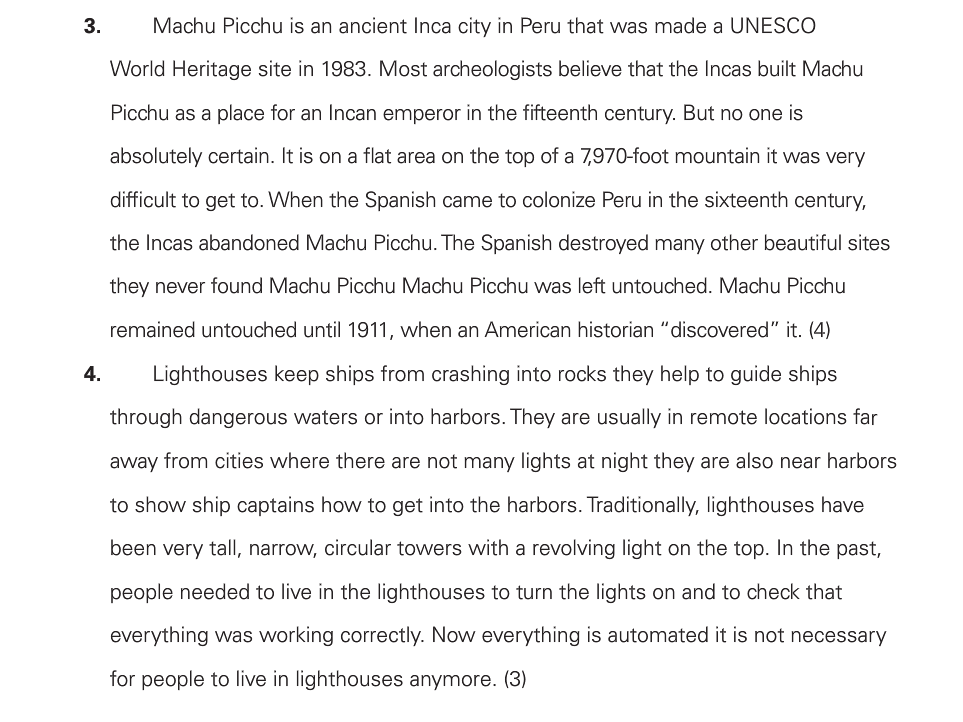 3. Machu Picchu is an ancient Inca city in Peru that was made a UNESCO
World Heritage site in 1983. Most archeologists believe that the Incas built Machu
Picchu as a place for an Incan emperor in the fifteenth century. But no one is
absolutely certain. It is on a flat area on the top of a 7,970-foot mountain it was very
difficult to get to. When the Spanish came to colonize Peru in the sixteenth century,
the Incas abandoned Machu Picchu. The Spanish destroyed many other beautiful sites
they never found Machu Picchu Machu Picchu was left untouched. Machu Picchu
remained untouched until 1911, when an American historian “discovered” it. (4)
4. Lighthouses keep ships from crashing into rocks they help to guide ships
through dangerous waters or into harbors. They are usually in remote locations far
away from cities where there are not many lights at night they are also near harbors
to show ship captains how to get into the harbors. Traditionally, lighthouses have
been very tall, narrow, circular towers with a revolving light on the top. In the past,
people needed to live in the lighthouses to turn the lights on and to check that
everything was working correctly. Now everything is automated it is not necessary
for people to live in lighthouses anymore. (3)